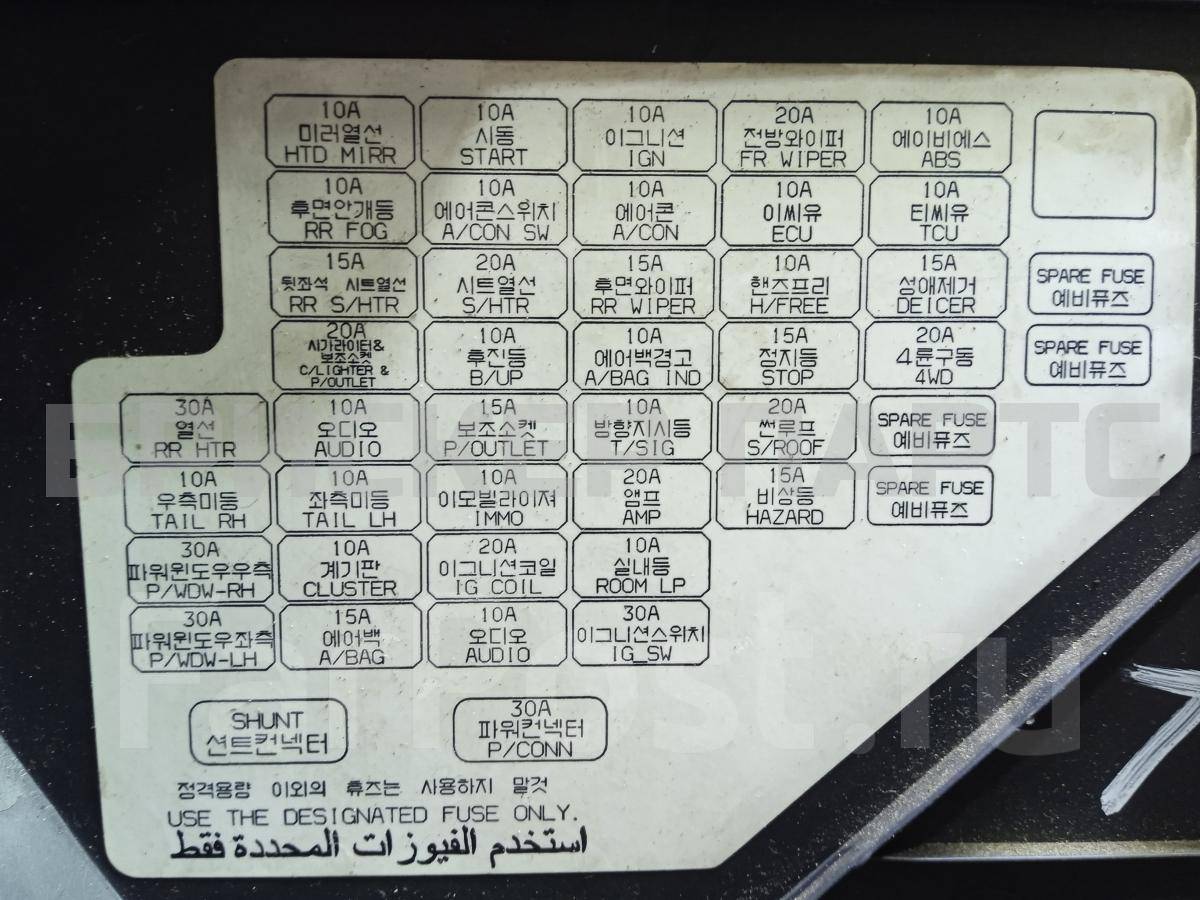 10A
미러열선
HTD MIRR
10A
시동
START
10A
이그니션
IGN
20A
전방와이퍼
FR WIPER
10A
에이비에스
ABS
10A
후면안개등
RR FOG
10A
에어콘스위치
A/CON SW
10A
에어콘
A/CON
10A
이씨유
ECU
10A
티씨유
TCU
15A
뒷좌석 시트열선
RR S/HTR
20A
시트열선
S/HTR
15A
후면와이퍼
RR WIPER
10A
핸즈프리
H/FREE
15A
성애제거
DEICER
SPARE FUSE
예비퓨즈
20A
시가라이타&
보조소켓
C/LIGHTER &
P/OUTLET
10A
후진등
B/UP
10A
에어백경고
A/BAG IND
15A
정지등
STOP
20A
4륜구동
4WD
SPARE FUSE
예비퓨즈
30A
열선
RR HTR
10A
오디오
AUDIO
15A
보조소켓
P/OUTLET
10A
방향지시등
T/SIG
20A
썬루프
S/ROOF
SPARE FUSE
예비퓨즈
10A
우측미등
TAIL RH
10A
좌측미등
TAIL LH
10A
이모빌라이져
IMMO
20A
앰프
AMP
15A
비상등
HAZARD
SPARE FUSE
예비퓨즈
30A
파워윈도우우측
P/WDW-RH
10A
계기판
CLUSTER
20A
이그니션코일
IG COIL
10A
실내등
ROOM LP
30A
파워윈도우좌측
P/WDW-LH
15A
에어백
A/BAG
10A
오디오
AUDIO
30A
이그니션스위치
IG_SW
SHUNT
션트컨넥터
30A
파워컨넥터
P/CONN
정격용량 이외의 휴즈는 사용하지 말것
USE THE DESIGNATED FUSE ONLY.
استخدم الفيوزات المحددة فقط
FarPost.ru
7